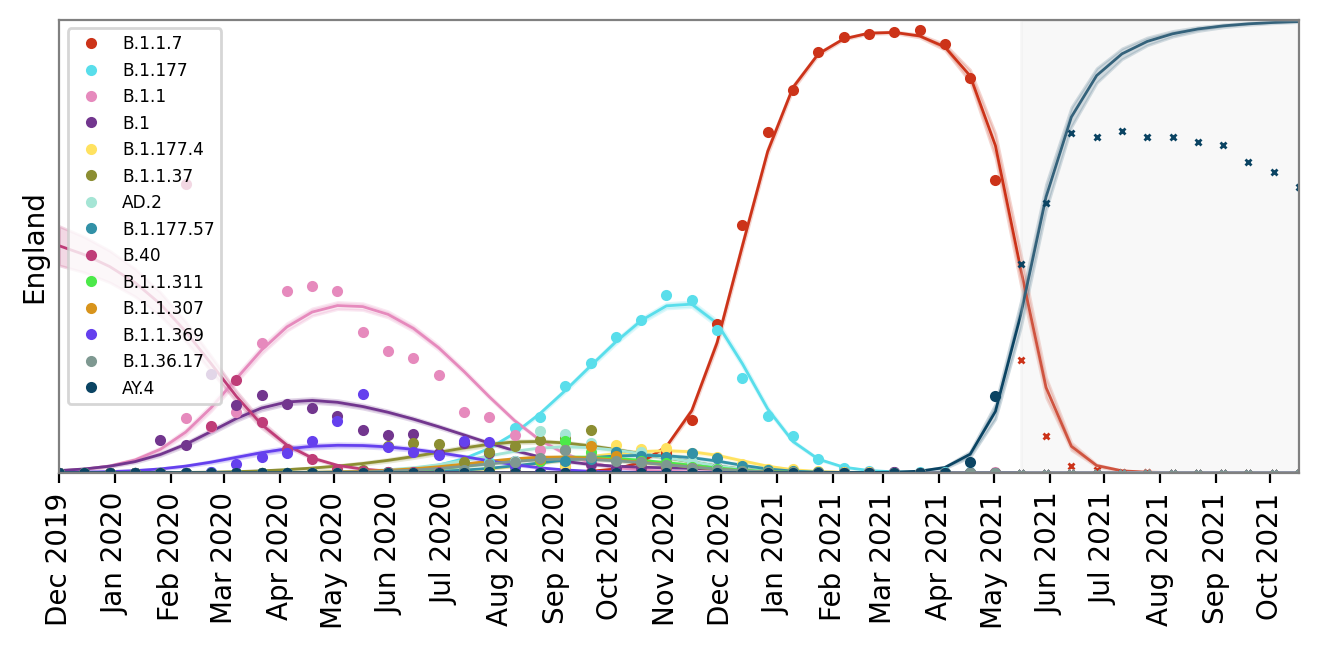 England
B.1.1.7
B.1.177
B.1.1
B.1
B.1.177.4
B.1.1.37
AD.2
B.1.177.57
B.40
B.1.1.311
B.1.1.307
B.1.1.369
B.1.36.17
AY.4
Dec 2019
Jan 2020
Feb 2020
Mar 2020
Apr 2020
May 2020
Jun 2020
Jul 2020
Aug 2020
Sep 2020
Oct 2020
Nov 2020
Dec 2020
Jan 2021
Feb 2021
Mar 2021
Apr 2021
May 2021
Jun 2021
Jul 2021
Aug 2021
Sep 2021
Oct 2021